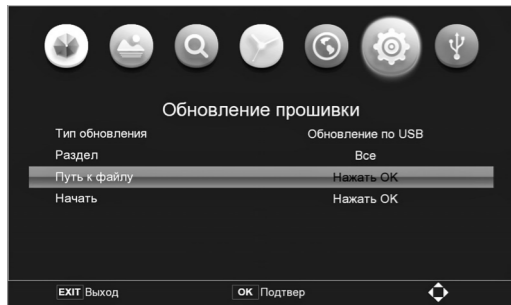 Обновление прошивки
Тип обновления Обновление по USB
Раздел Все
Путь к файлу Нажать OK
Начать Нажать OK
EXIT Выход OK Подтвер